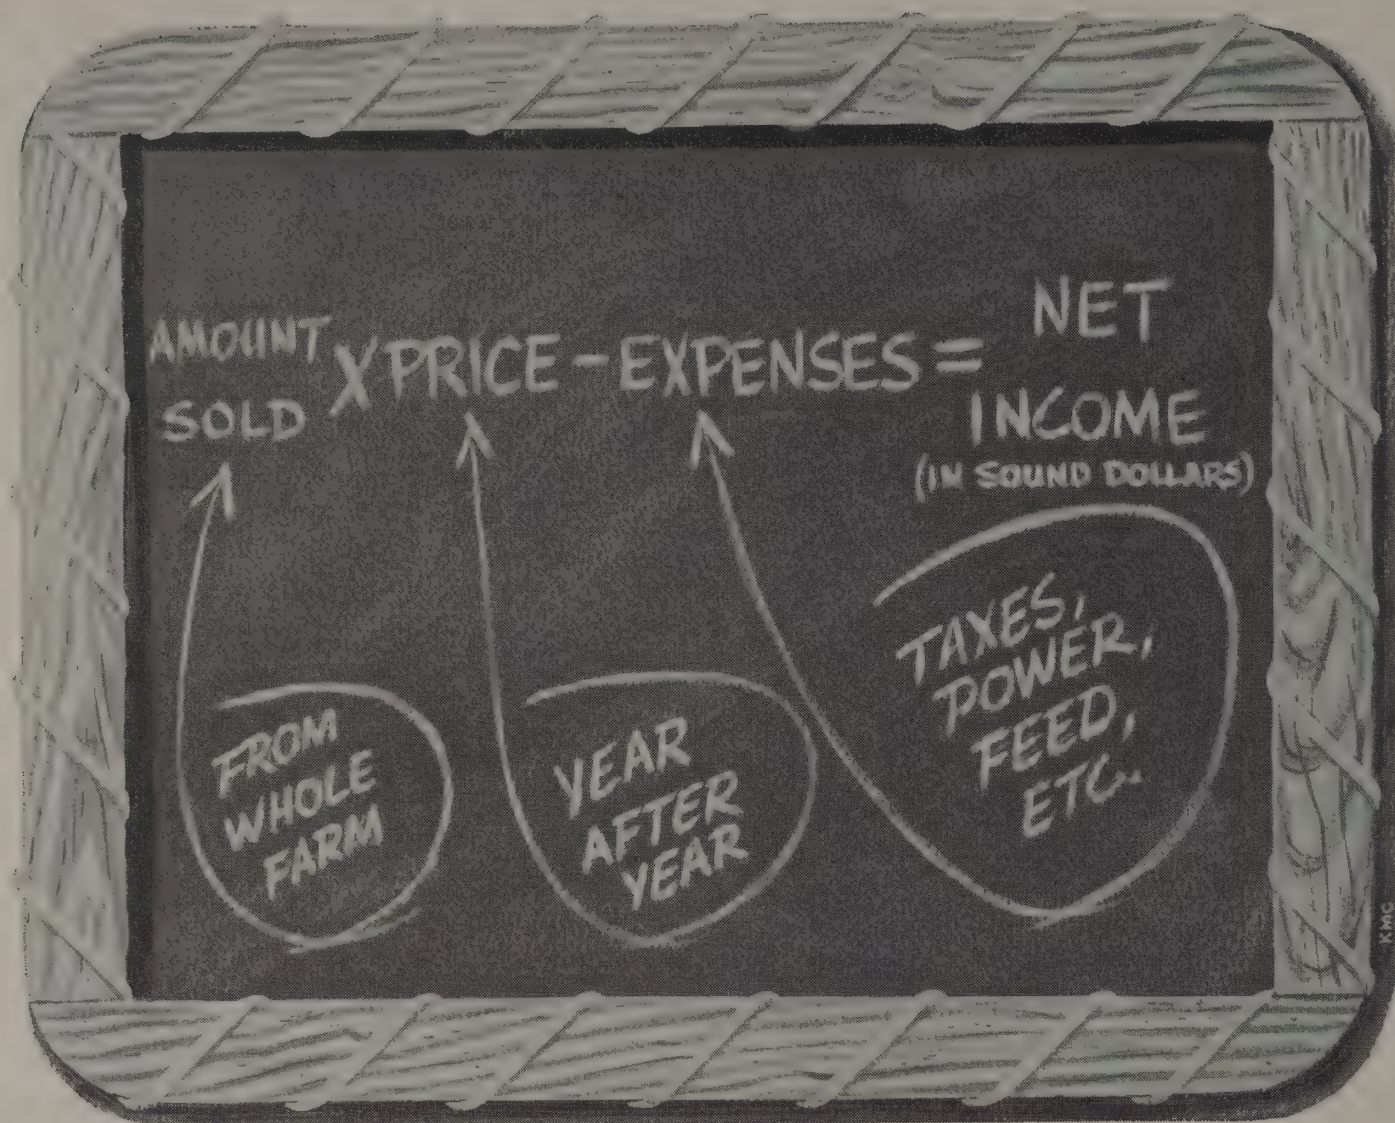 AMOUNT
SOLD
X PRICE - EXPENSES =
NET
INCOME
(IN SOUND DOLLARS)
FROM
WHOLE
FARM
YEAR
AFTER
YEAR
TAXES,
POWER,
FEED,
ETC.
KMG